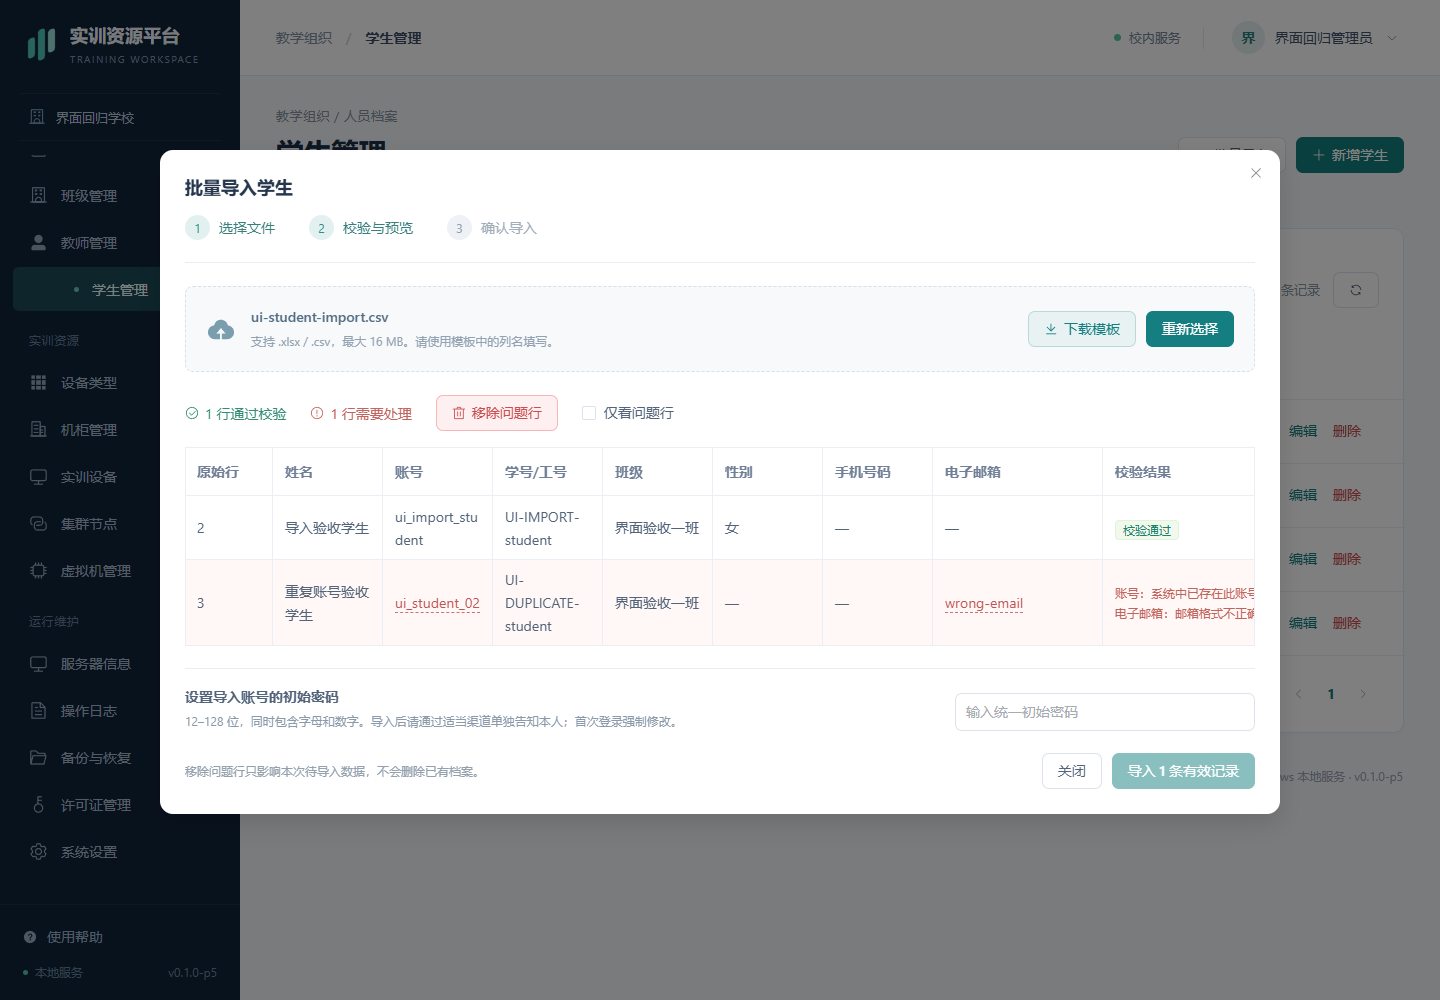 实训资源平台
TRAINING WORKSPACE
界面回归学校
班级管理
教师管理
学生管理
实训资源
设备类型
机柜管理
实训设备
集群节点
虚拟机管理
运行维护
服务器信息
操作日志
备份与恢复
许可证管理
系统设置
使用帮助
本地服务 v0.1.0-p5
教学组织 / 学生管理
校内服务
界 界面回归管理员
教学组织 / 人员档案
学生管理
新增学生
批量导入学生
1 选择文件 2 校验与预览 3 确认导入
ui-student-import.csv
支持 .xlsx / .csv，最大 16 MB。请使用模板中的列名填写。
下载模板 重新选择
1 行通过校验 1 行需要处理 移除问题行 仅看问题行
原始行 姓名 账号 学号/工号 班级 性别 手机号码 电子邮箱 校验结果
2 导入验收学生 ui_import_stu
dent UI-IMPORT-
student 界面验收一班 女 — — 校验通过
3 重复账号验收
学生 ui_student_02 UI-
DUPLICATE-
student 界面验收一班 — — wrong-email 账号：系统中已存在此账号
电子邮箱：邮箱格式不正确
设置导入账号的初始密码
12–128 位，同时包含字母和数字。导入后请通过适当渠道单独告知本人；首次登录强制修改。
输入统一初始密码
移除问题行只影响本次待导入数据，不会删除已有档案。
关闭 导入 1 条有效记录
条记录
编辑 删除
编辑 删除
编辑 删除
编辑 删除
1
ws 本地服务 · v0.1.0-p5